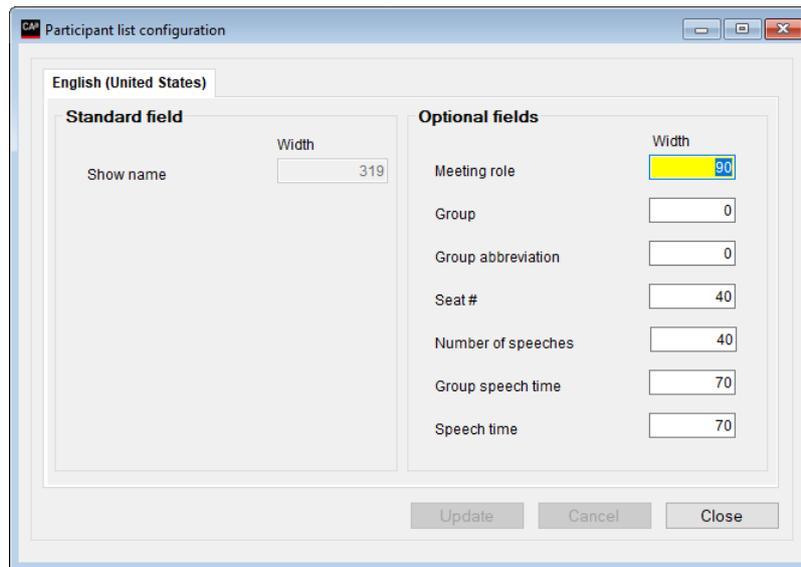 CA Participant list configuration
English (United States)
Standard field
Width
Show name 319
Optional fields
Width
Meeting role 90
Group 0
Group abbreviation 0
Seat # 40
Number of speeches 40
Group speech time 70
Speech time 70
Update Cancel Close